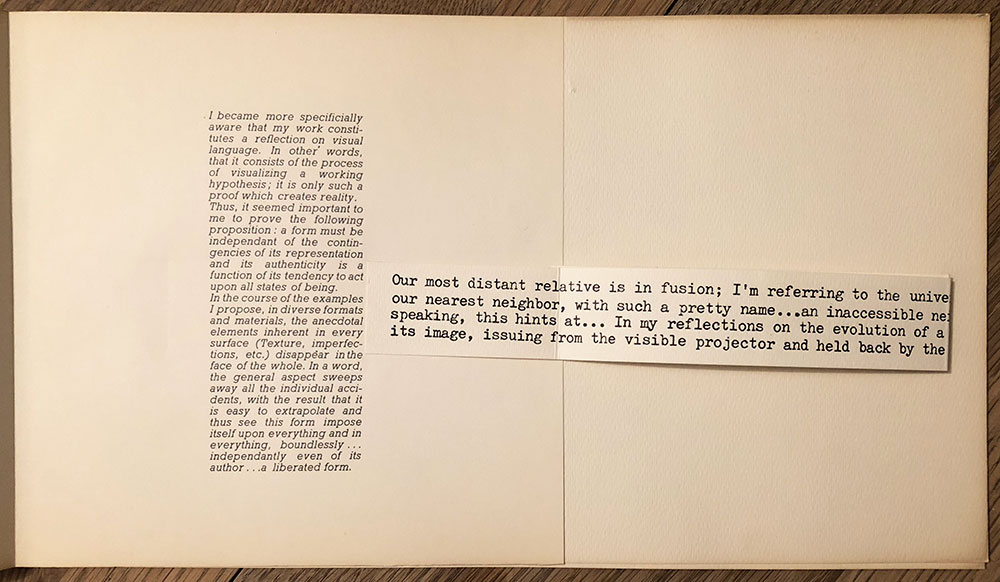 I became more specificially
aware that my work consti-
tutes a reflection on visual
language. In other words,
that it consists of the process
of visualizing a working
hypothesis; it is only such a
proof which creates reality.
Thus, it seemed important to
me to prove the following
proposition : a form must be
independant of the contin-
gencies of its representation
and its authenticity is a
function of its tendency to act
upon all states of being.
In the course of the examples
I propose, in diverse formats
and materials, the anecdotal
elements inherent in every
surface (Texture, imperfec-
tions, etc.) disappéar in the
face of the whole. In a word,
the general aspect sweeps
away all the individual acci-
dents, with the result that it
is easy to extrapolate and
thus see this form impose
itself upon everything and in
everything, boundlessly ...
independantly even of its
author ...a liberated form.
Our most distant relative is in fusion; I'm referring to the unive
our nearest neighbor, with such a pretty name...an inaccessible nei
speaking, this hints at... In my reflections on the evolution of a
its image, issuing from the visible projector and held back by the